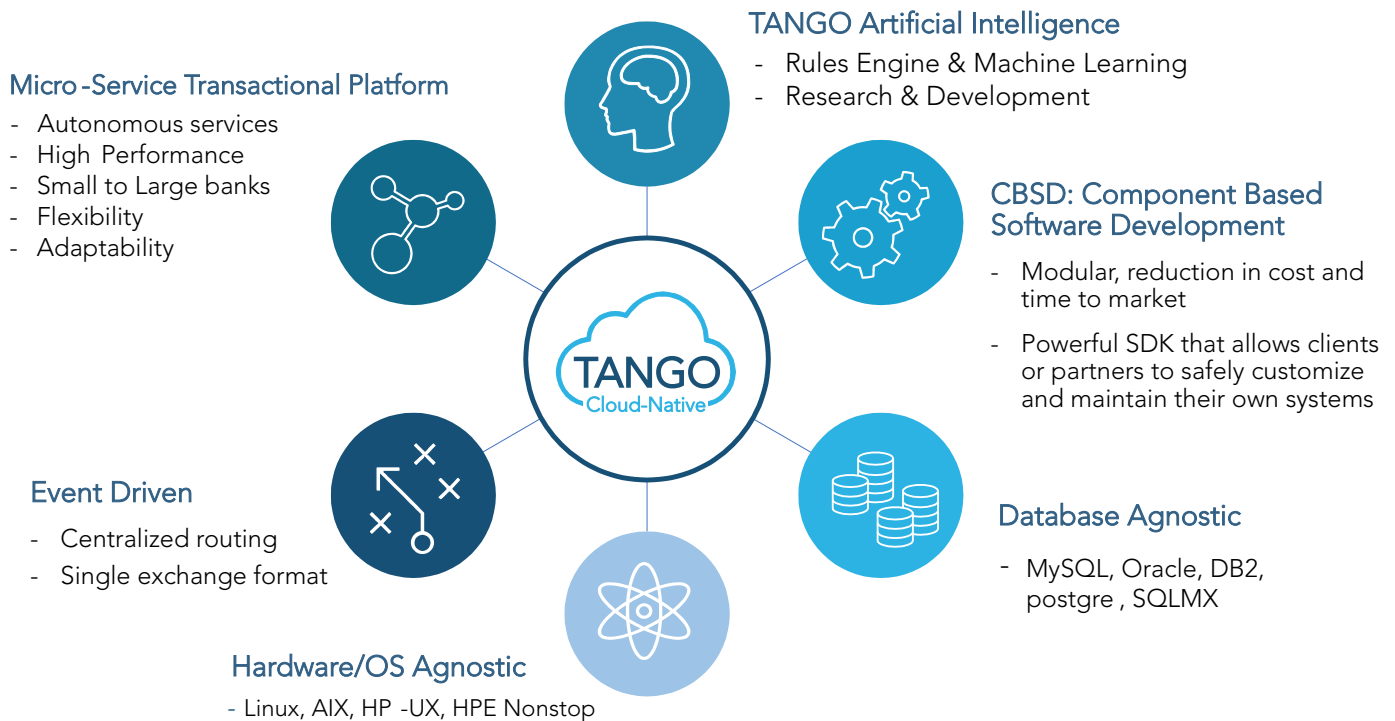 TANGO Artificial Intelligence
- Rules Engine & Machine Learning
- Research & Development
Micro-Service Transactional Platform
- Autonomous services
- High Performance
- Small to Large banks
- Flexibility
- Adaptability
CBSD: Component Based
Software Development
- Modular, reduction in cost and
time to market
- Powerful SDK that allows clients
or partners to safely customize
and maintain their own systems
TANGO
Cloud-Native
Event Driven
- Centralized routing
- Single exchange format
Database Agnostic
- MySQL, Oracle, DB2,
postgre , SQLMX
Hardware/OS Agnostic
- Linux, AIX, HP -UX, HPE Nonstop